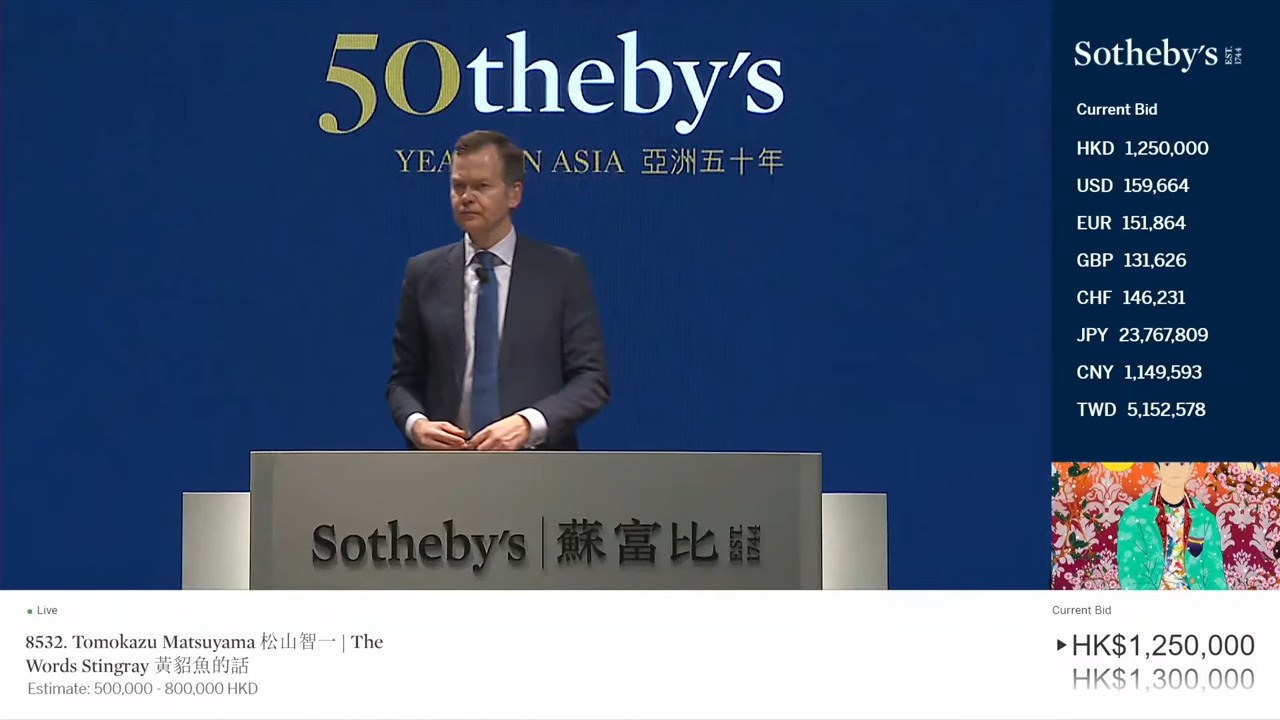 50theby's
YEA N ASIA 亞洲五十年
Sotheby's EST. 1744
Current Bid
HKD 1,250,000
USD 159,664
EUR 151,864
GBP 131,626
CHF 146,231
JPY 23,767,809
CNY 1,149,593
TWD 5,152,578
Sotheby's 蘇富比 EST. 1744
Live
8532. Tomokazu Matsuyama 松山智一 | The
Words Stingray 黃貂魚的話
Estimate: 500,000 - 800,000 HKD
Current Bid
HK$1,250,000
HK$1,300,000